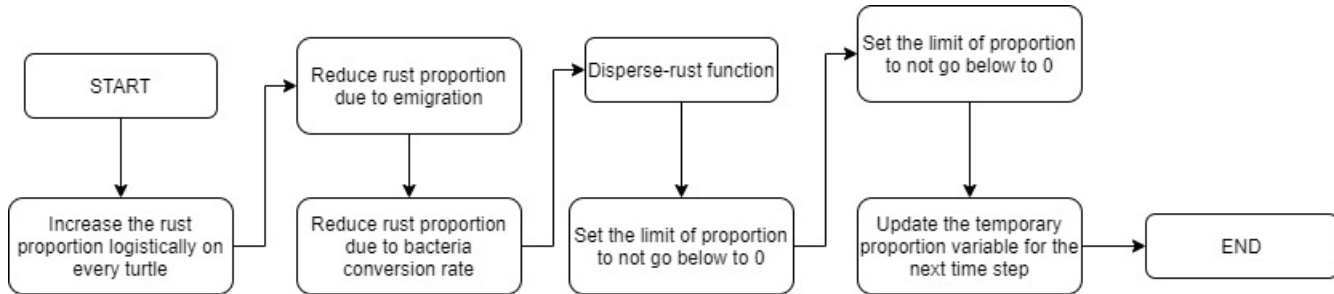 START
Increase the rust
proportion logistically on
every turtle
Reduce rust proportion
due to emigration
Reduce rust proportion
due to bacteria
conversion rate
Disperse-rust function
Set the limit of proportion
to not go below to 0
Set the limit of proportion
to not go below to 0
Update the temporary
proportion variable for the
next time step
END